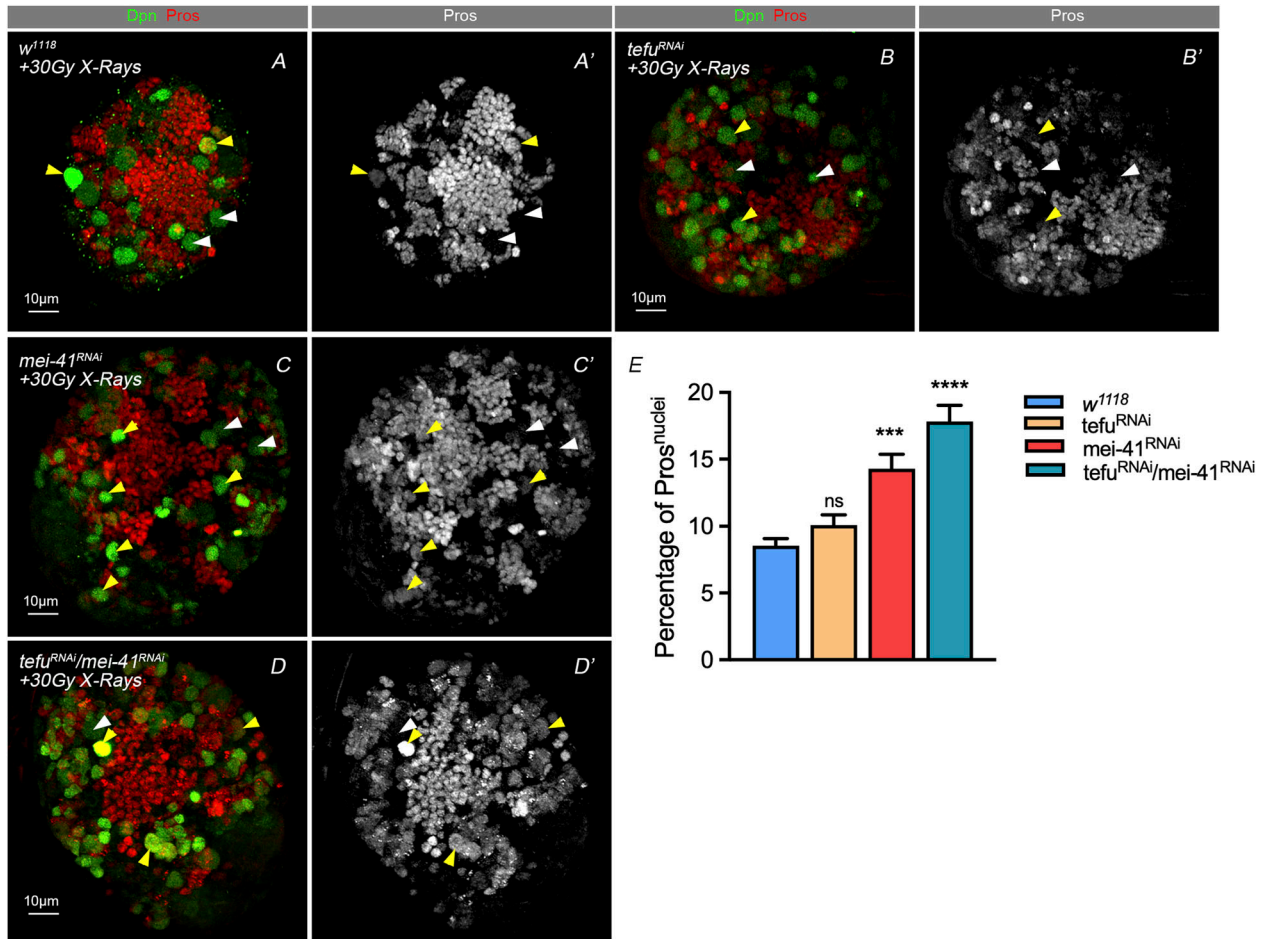 Dpn Pros
Pros
Dpn Pros
Pros
w1118
+30Gy X-Rays
A
A'
tefuRNAi
+30Gy X-Rays
B
B'
10µm
10µm
mei-41RNAi
+30Gy X-Rays
C
C'
10µm
tefuRNAi/mei-41RNAi
+30Gy X-Rays
D
D'
10µm
E
Percentage of Prosnuclei
20
15
10
5
0
ns
***
****
w1118
tefuRNAi
mei-41RNAi
tefuRNAi/mei-41RNAi